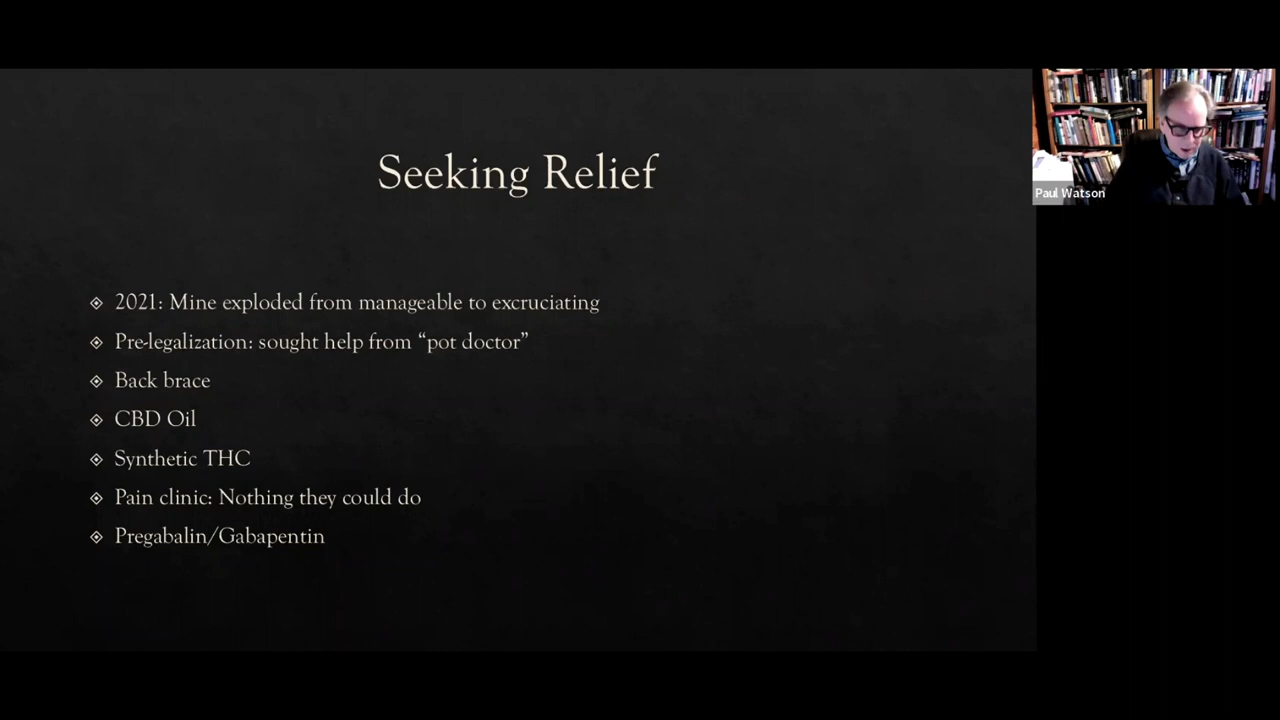 Seeking Relief
2021: Mine exploded from manageable to excruciating
Pre-legalization: sought help from “pot doctor”
Back brace
CBD Oil
Synthetic THC
Pain clinic: Nothing they could do
Pregabalin/Gabapentin
Paul Watson